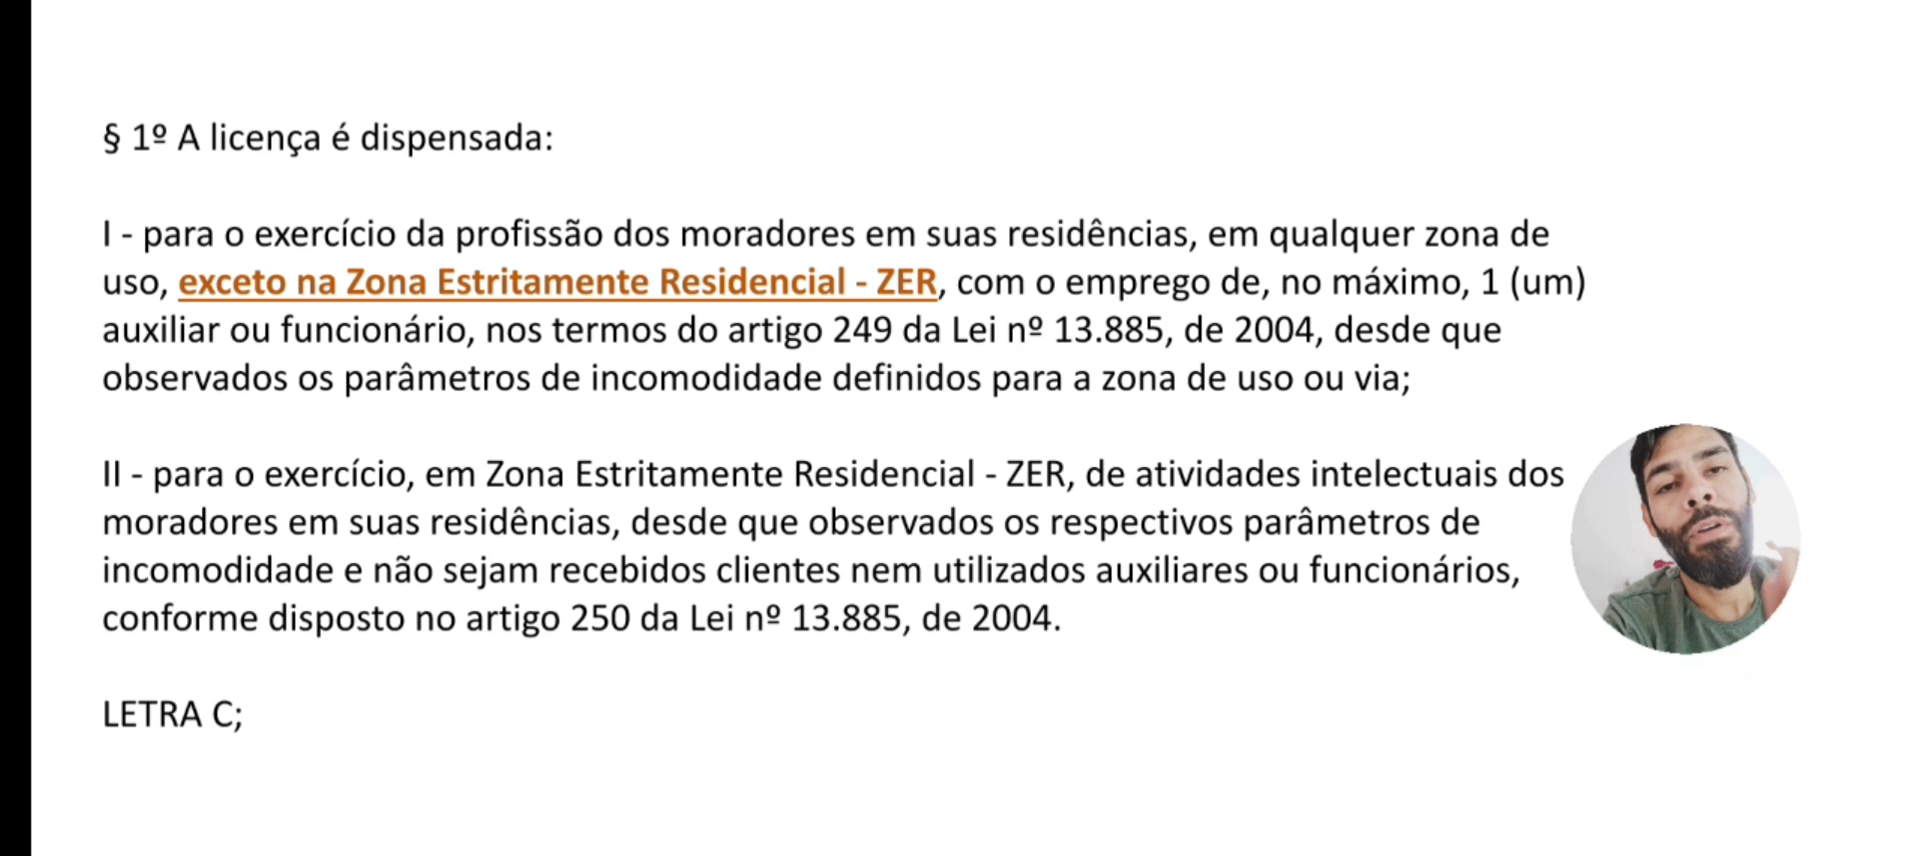 § 1º A licença é dispensada:
I - para o exercício da profissão dos moradores em suas residências, em qualquer zona de
uso, exceto na Zona Estritamente Residencial - ZER, com o emprego de, no máximo, 1 (um)
auxiliar ou funcionário, nos termos do artigo 249 da Lei nº 13.885, de 2004, desde que
observados os parâmetros de incomodidade definidos para a zona de uso ou via;
II - para o exercício, em Zona Estritamente Residencial - ZER, de atividades intelectuais dos
moradores em suas residências, desde que observados os respectivos parâmetros de
incomodidade e não sejam recebidos clientes nem utilizados auxiliares ou funcionários,
conforme disposto no artigo 250 da Lei nº 13.885, de 2004.
LETRA C;